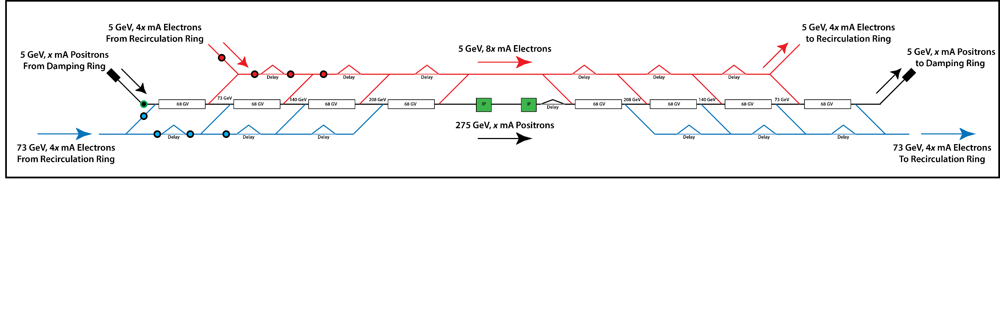 5 GeV, 4x mA Electrons
From Recirculation Ring
5 GeV, x mA Positrons
From Damping Ring
5 GeV, 8x mA Electrons
5 GeV, 4x mA Electrons
to Recirculation Ring
5 GeV, x mA Positrons
to Damping Ring
Delay
Delay
Delay
Delay
Delay
Delay
68 GV
73 GeV
68 GV
140 GeV
68 GV
208 GeV
68 GV
IP
IP
Delay
68 GV
208 GeV
68 GV
140 GeV
68 GV
73 GeV
68 GV
275 GeV, x mA Positrons
Delay
Delay
Delay
Delay
Delay
Delay
73 GeV, 4x mA Electrons
From Recirculation Ring
73 GeV, 4x mA Electrons
To Recirculation Ring